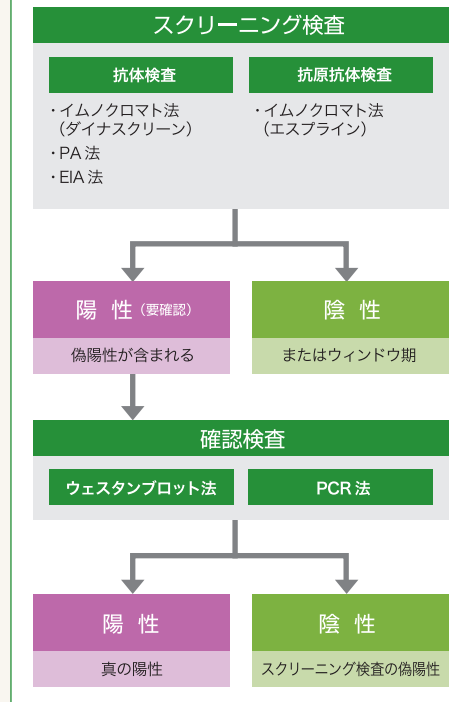 スクリーニング検査
抗体検査
・イムノクロマト法
（ダイナスクリーン）
・PA 法
・EIA 法
抗原抗体検査
・イムノクロマト法
（エスプライン）
陽 性（要確認）
偽陽性が含まれる
陰 性
またはウィンドウ期
確認検査
ウェスタンブロット法
PCR 法
陽 性
真の陽性
陰 性
スクリーニング検査の偽陽性